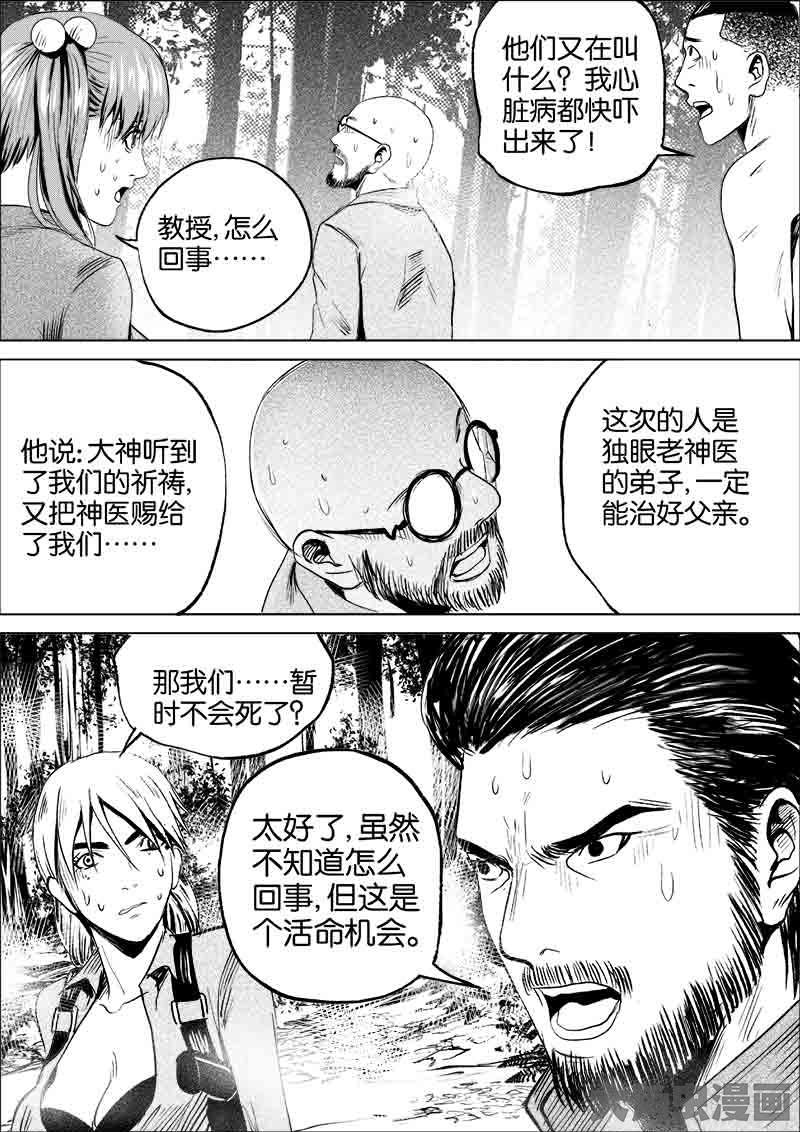 他们又在叫
什么？我心
脏病都快吓
出来了！
教授,怎么
回事……
他说:大神听到
了我们的祈祷,
又把神医赐给
了我们……
这次的人是
独眼老神医
的弟子,一定
能治好父亲。
那我们……暂
时不会死了？
太好了,虽然
不知道怎么
回事,但这是
个活命机会。
漫画